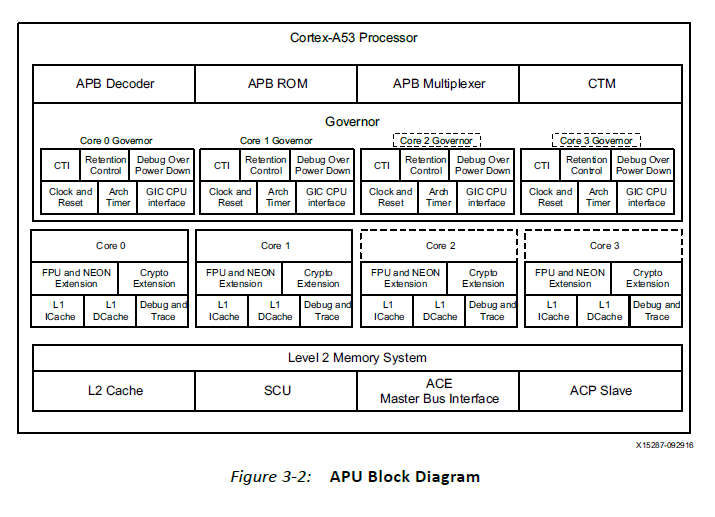 Cortex-A53 Processor
APB Decoder
APB ROM
APB Multiplexer
CTM
Governor
Core 0 Governor
Core 1 Governor
Core 2 Governor
Core 3 Governor
CTI
Retention
Control
Debug Over
Power Down
CTI
Retention
Control
Debug Over
Power Down
CTI
Retention
Control
Debug Over
Power Down
CTI
Retention
Control
Debug Over
Power Down
Clock and
Reset
Arch
Timer
GIC CPU
interface
Clock and
Reset
Arch
Timer
GIC CPU
interface
Clock and
Reset
Arch
Timer
GIC CPU
interface
Clock and
Reset
Arch
Timer
GIC CPU
interface
Core 0
Core 1
Core 2
Core 3
FPU and NEON
Extension
Crypto
Extension
FPU and NEON
Extension
Crypto
Extension
FPU and NEON
Extension
Crypto
Extension
FPU and NEON
Extension
Crypto
Extension
L1
ICache
L1
DCache
Debug and
Trace
L1
ICache
L1
DCache
Debug and
Trace
L1
ICache
L1
DCache
Debug and
Trace
L1
ICache
L1
DCache
Debug and
Trace
Level 2 Memory System
L2 Cache
SCU
ACE
Master Bus Interface
ACP Slave
X15287-092916
Figure 3-2: APU Block Diagram